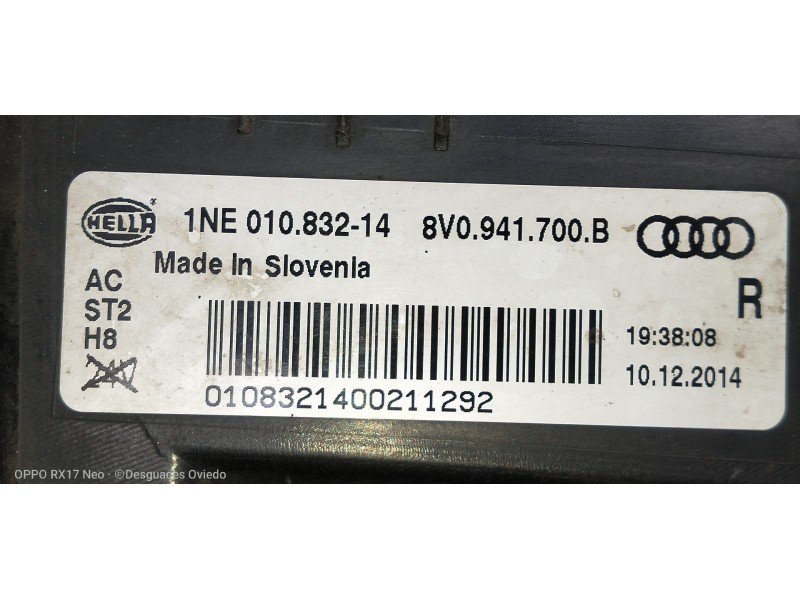 HELLA 1NE 010.832-14 8V0.941.700.B
Made In Slovenia
AC
ST2
H8
R
19:38:08
10.12.2014
0108321400211292
OPPO RX17 Neo · ©Desguaces Oviedo